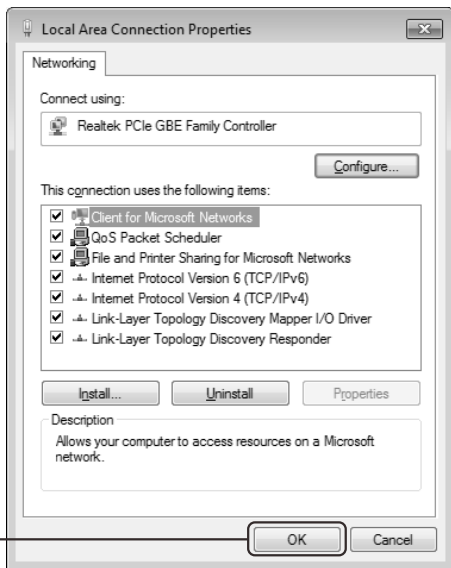 Local Area Connection Properties
Networking
Connect using:
Realtek PCIe GBE Family Controller
Configure...
This connection uses the following items:
Client for Microsoft Networks
QoS Packet Scheduler
File and Printer Sharing for Microsoft Networks
Internet Protocol Version 6 (TCP/IPv6)
Internet Protocol Version 4 (TCP/IPv4)
Link-Layer Topology Discovery Mapper I/O Driver
Link-Layer Topology Discovery Responder
Install... Uninstall Properties
Description
Allows your computer to access resources on a Microsoft
network.
OK Cancel